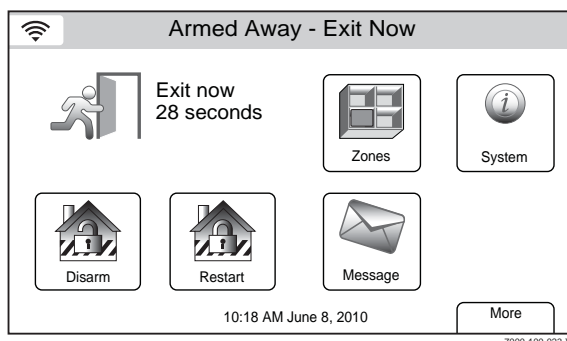 Armed Away - Exit Now
Exit now
28 seconds
Zones
System
Disarm
Restart
Message
10:18 AM June 8, 2010
More